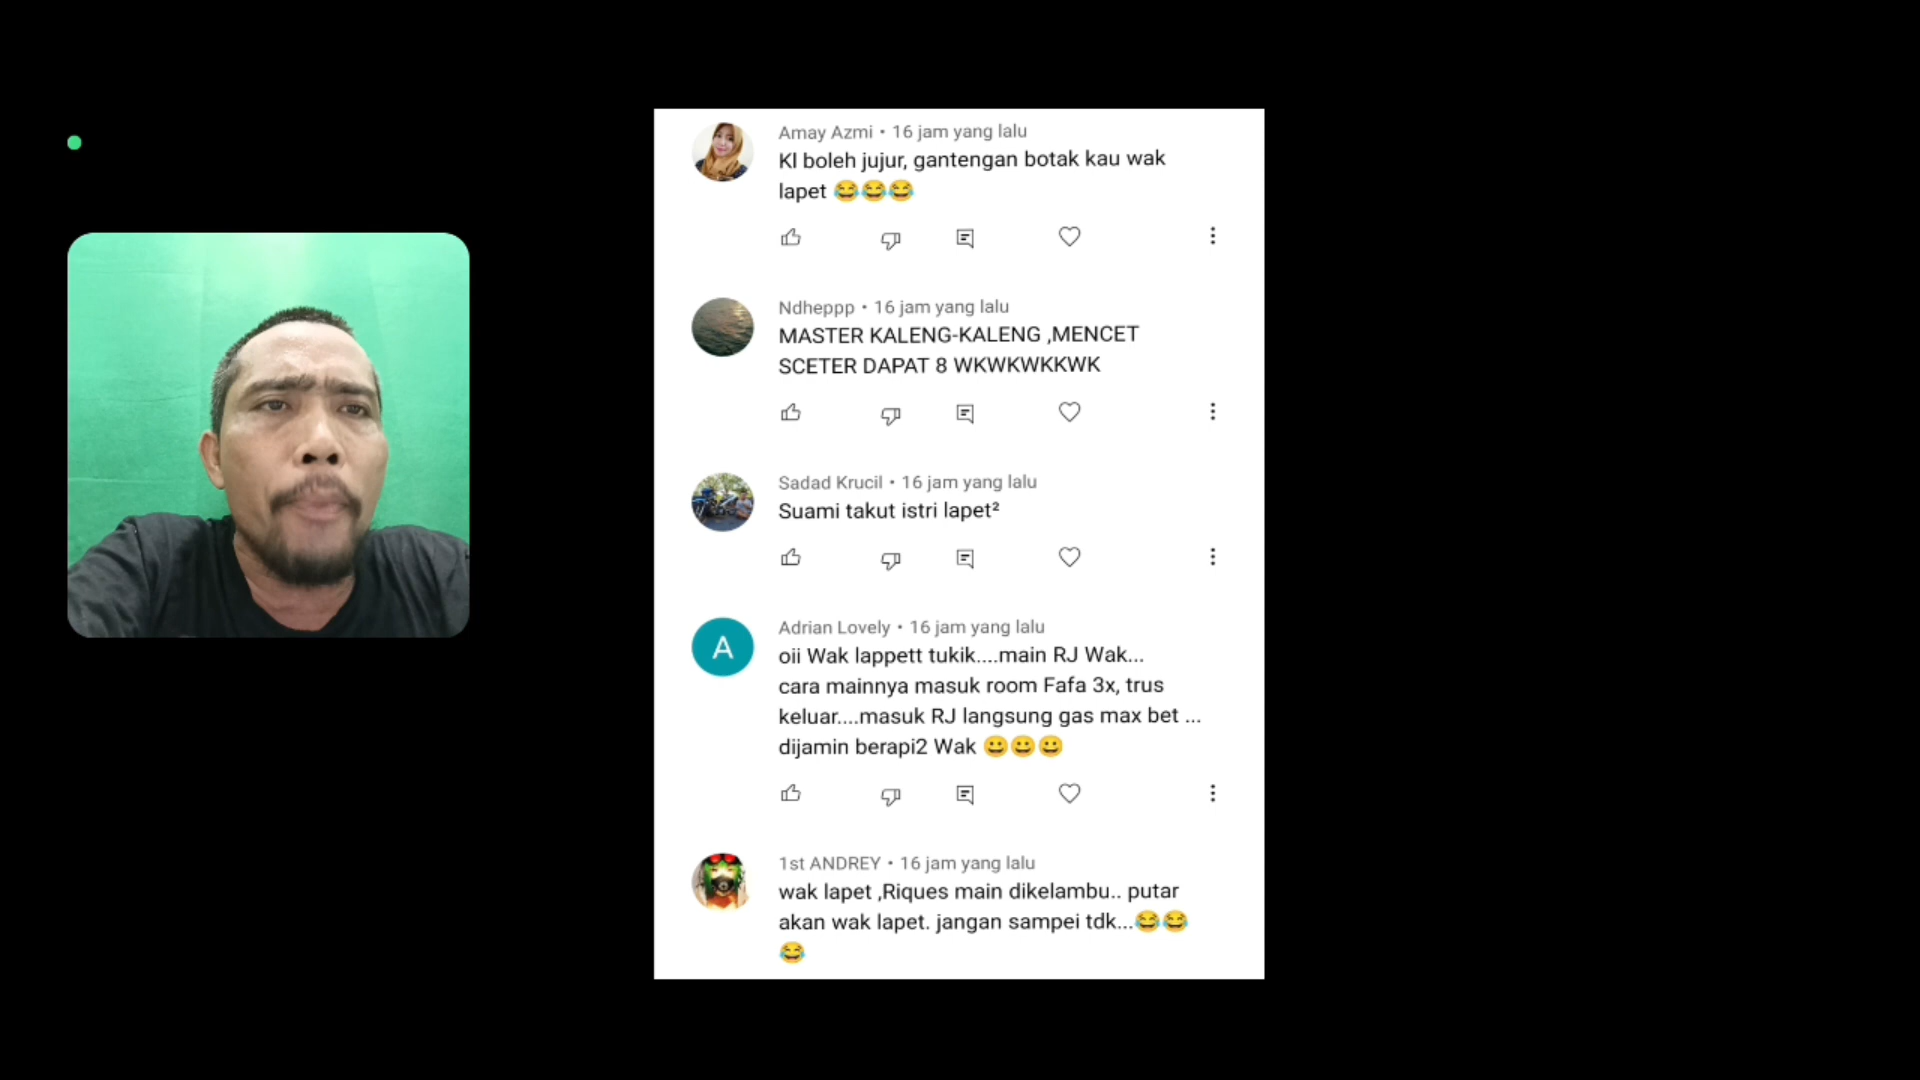 Amay Azmi • 16 jam yang lalu
Kl boleh jujur, gantengan botak kau wak
lapet 😂😂😂
Ndheppp • 16 jam yang lalu
MASTER KALENG-KALENG ,MENCET
SCETER DAPAT 8 WKWKWKKWK
Sadad Krucil • 16 jam yang lalu
Suami takut istri lapet²
A
Adrian Lovely • 16 jam yang lalu
oii Wak lappett tukik....main RJ Wak...
cara mainnya masuk room Fafa 3x, trus
keluar....masuk RJ langsung gas max bet ...
dijamin berapi2 Wak 😀😀😀
1st ANDREY • 16 jam yang lalu
wak lapet ,Riques main dikelambu.. putar
akan wak lapet. jangan sampei tdk...😂😂
😂